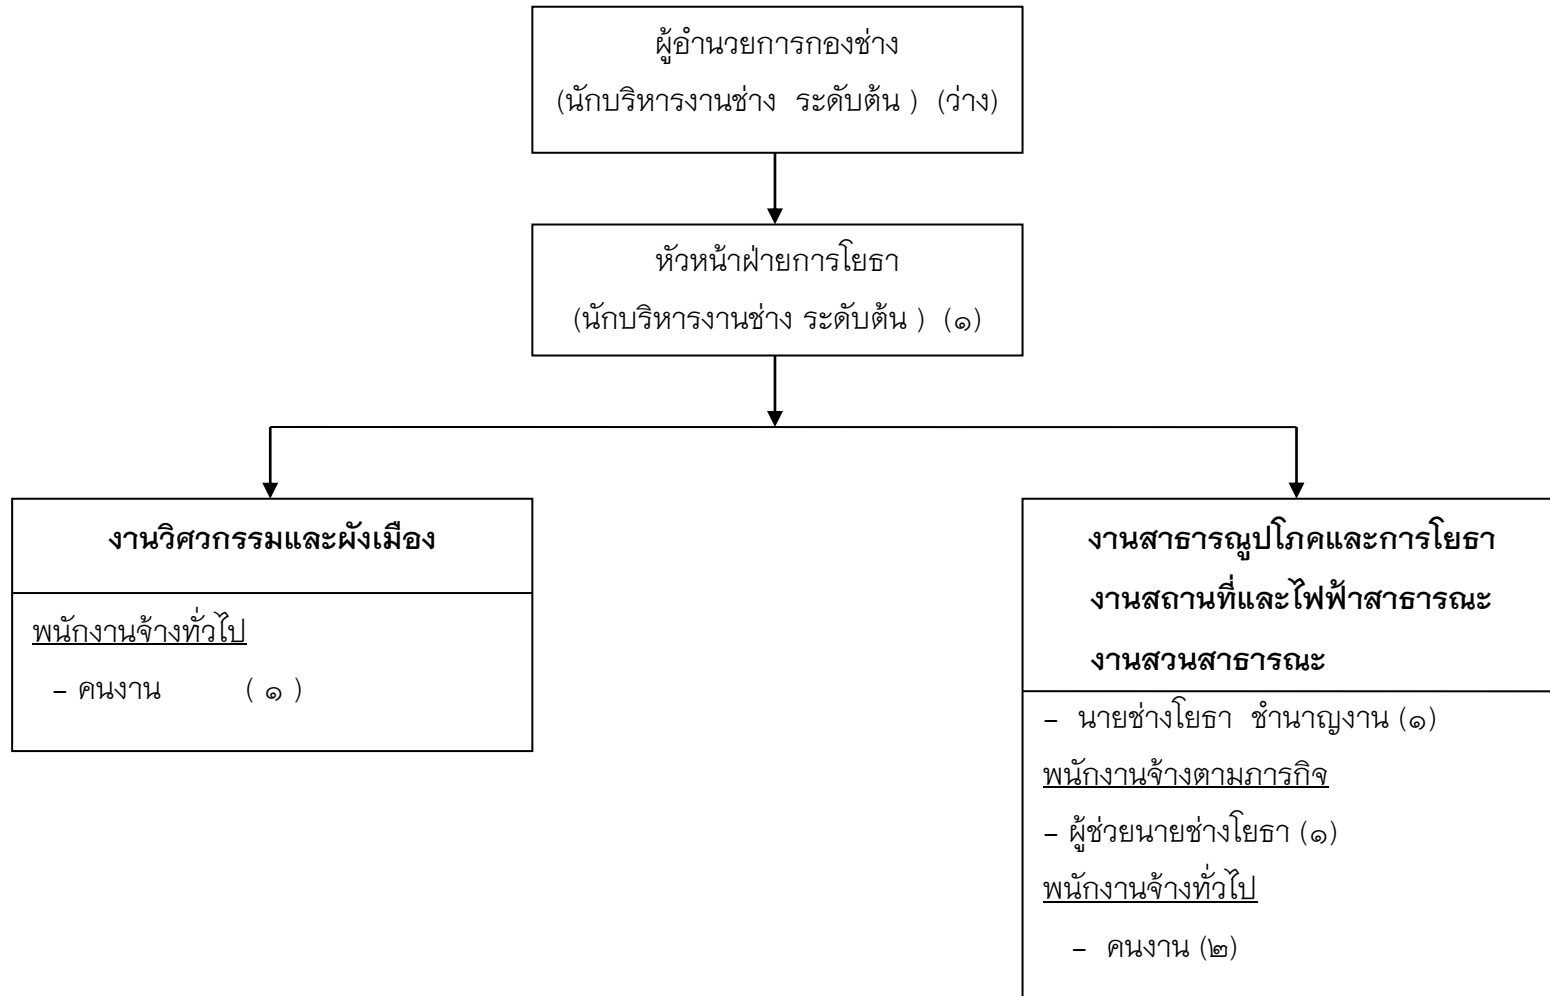 ผู้อำนวยการกองช่าง
(นักบริหารงานช่าง ระดับต้น ) (ว่าง)
หัวหน้าฝ่ายการโยธา
(นักบริหารงานช่าง ระดับต้น ) (๑)
งานวิศวกรรมและผังเมือง
พนักงานจ้างทั่วไป
- คนงาน ( ๑ )
งานสาธารณูปโภคและการโยธา
งานสถานที่และไฟฟ้าสาธารณะ
งานสวนสาธารณะ
- นายช่างโยธา ชำนาญงาน (๑)
พนักงานจ้างตามภารกิจ
- ผู้ช่วยนายช่างโยธา (๑)
พนักงานจ้างทั่วไป
- คนงาน (๒)